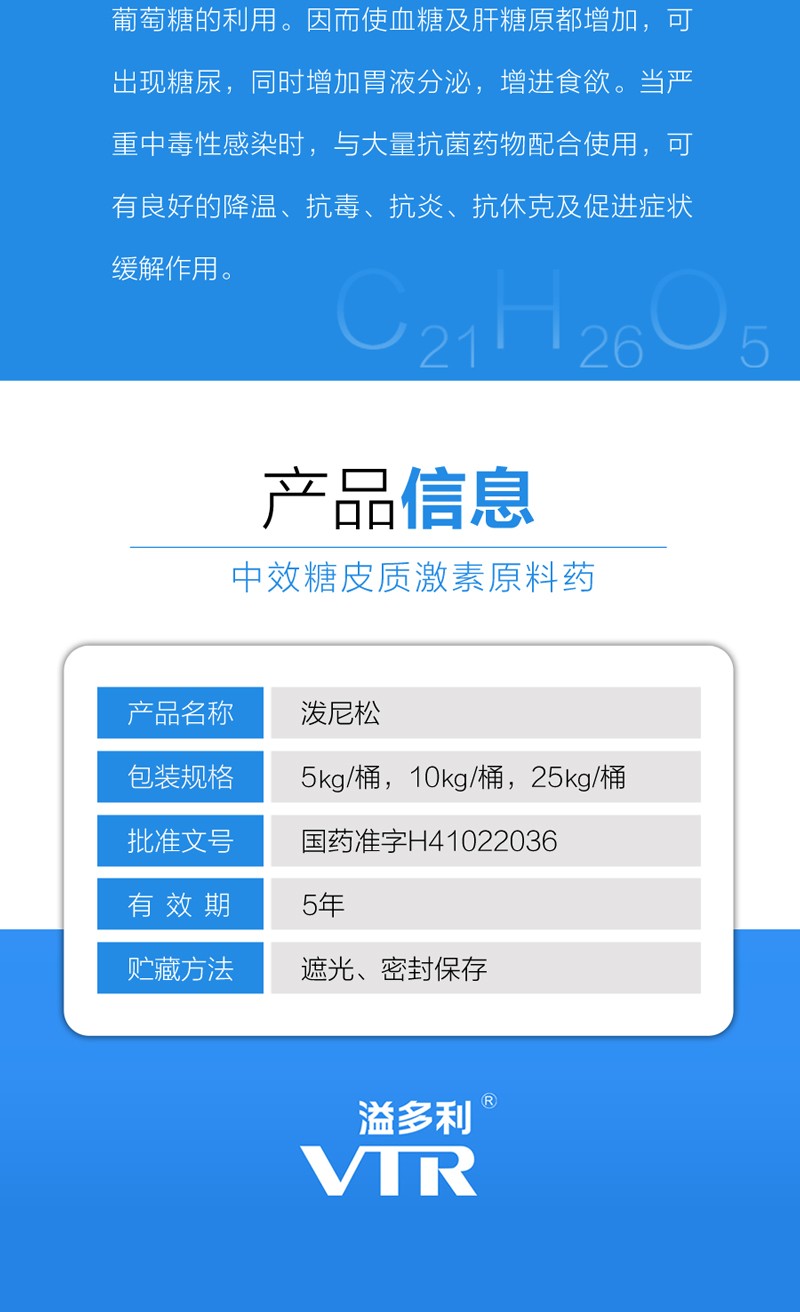 葡萄糖的利用。因而使血糖及肝糖原都增加，可
出现糖尿，同时增加胃液分泌，增进食欲。当严
重中毒性感染时，与大量抗菌药物配合使用，可
有良好的降温、抗毒、抗炎、抗休克及促进症状
缓解作用。
C21H26O5
产品信息
中效糖皮质激素原料药
产品名称 泼尼松
包装规格 5kg/桶，10kg/桶，25kg/桶
批准文号 国药准字H41022036
有效期 5年
贮藏方法 遮光、密封保存
溢多利®
VTR